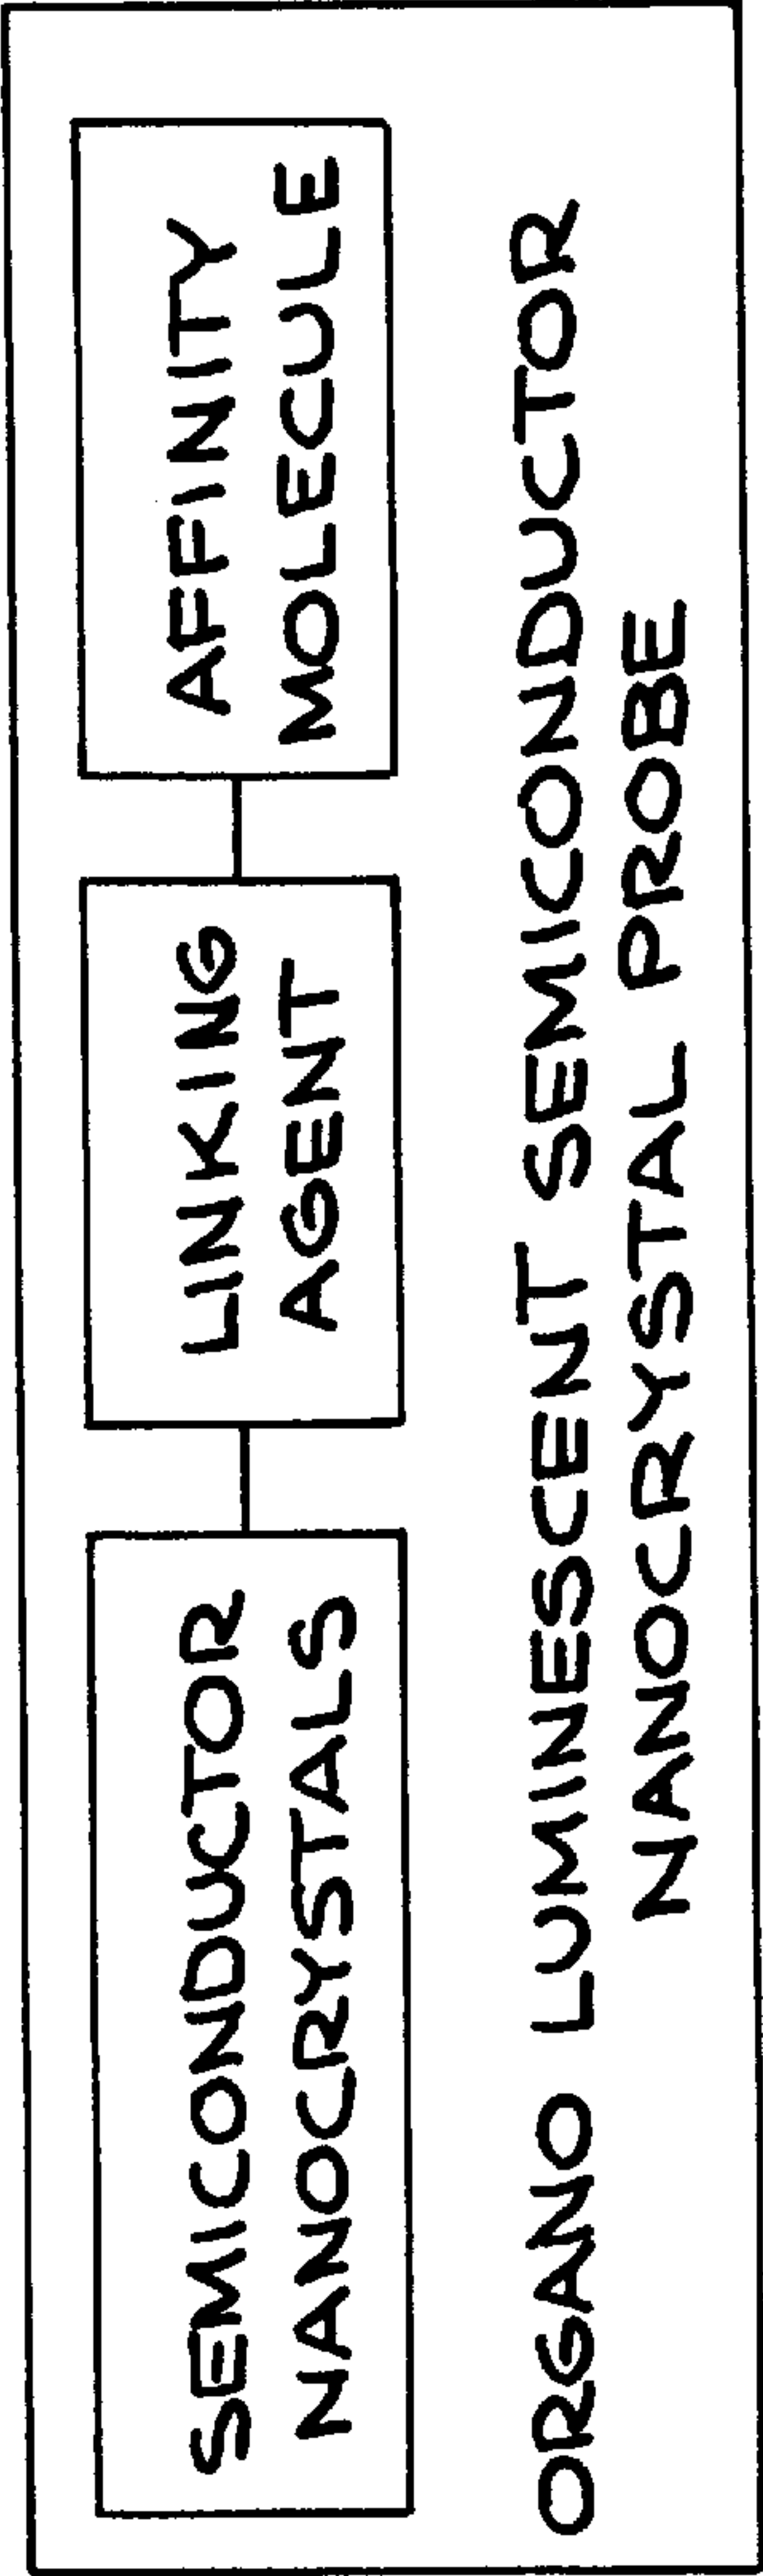 SEMICONDUCTOR
NANOCRYSTALS
LINKING
AGENT
AFFINITY
MOLECULE
ORGANO LUMINESCENT SEMICONDUCTOR
NANOCRYSTAL PROBE